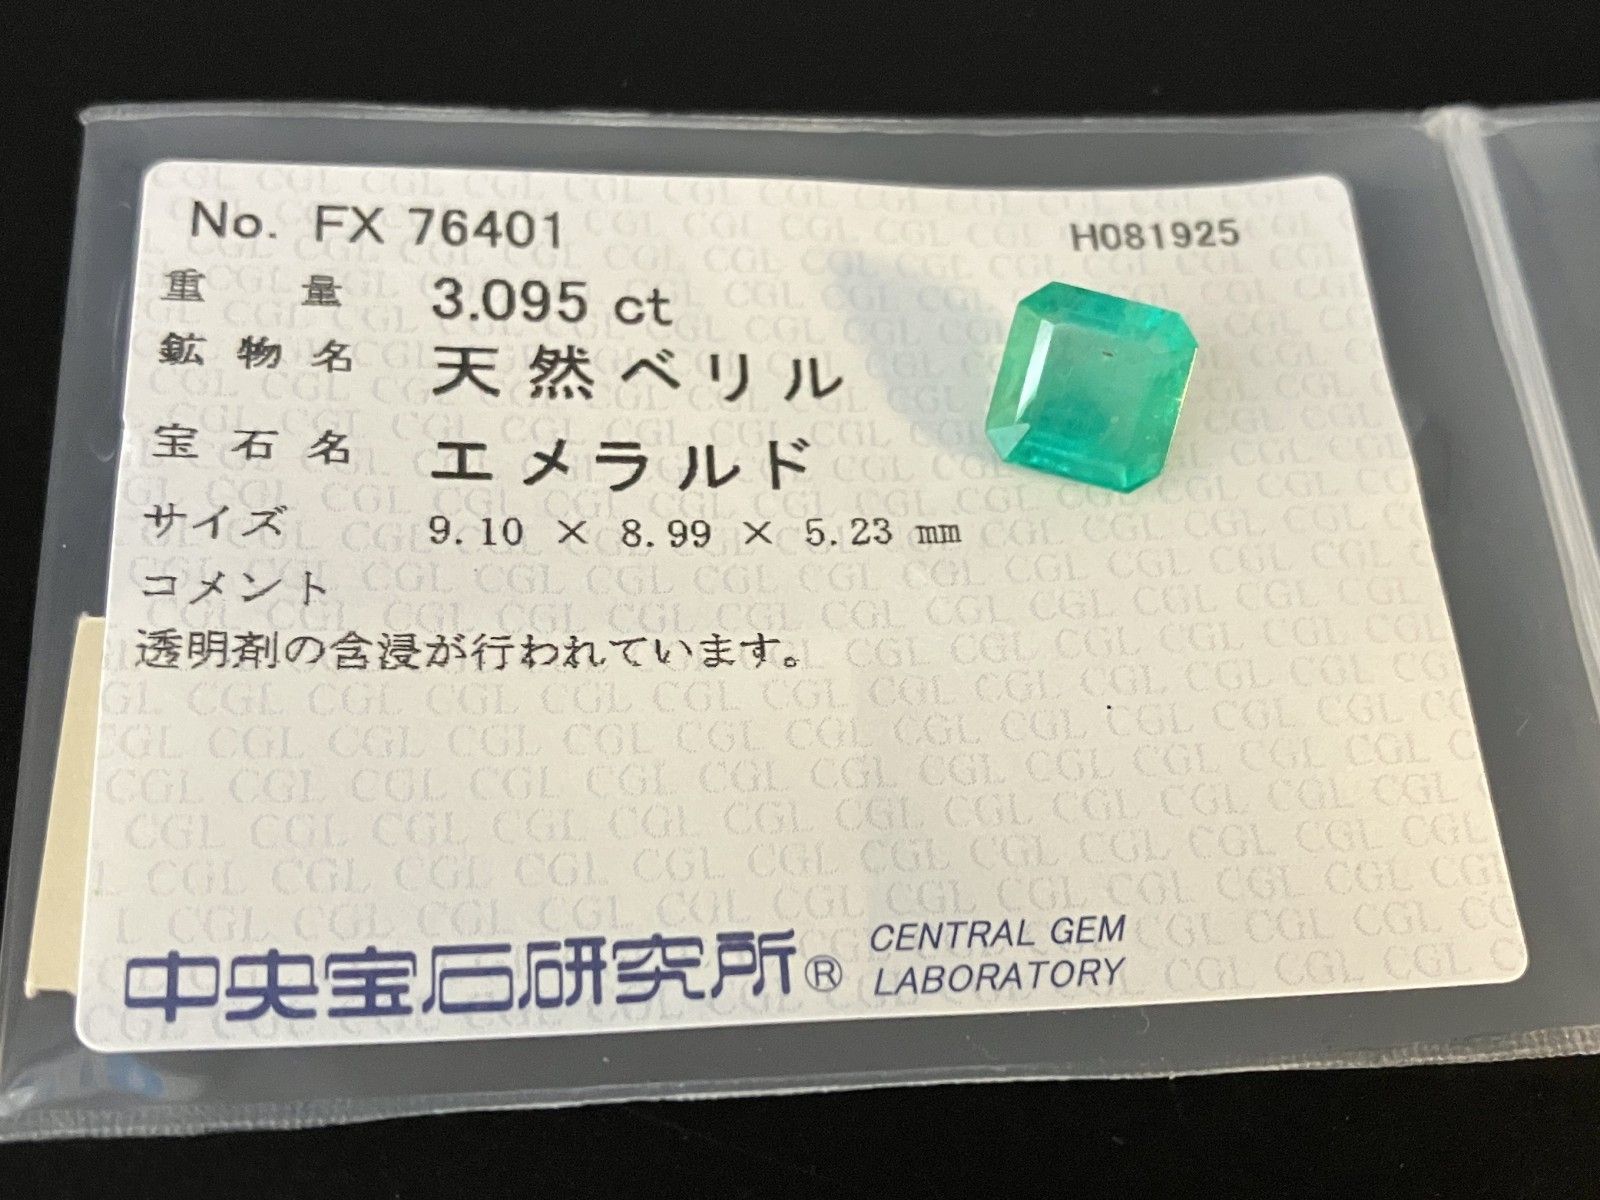 No. FX 76401
H081925
重量 3.095 ct
鉱物名 天然ベリル
宝石名 エメラルド
サイズ 9.10 × 8.99 × 5.23 mm
コメント
透明剤の含浸が行われています。
中央宝石研究所® CENTRAL GEM
LABORATORY